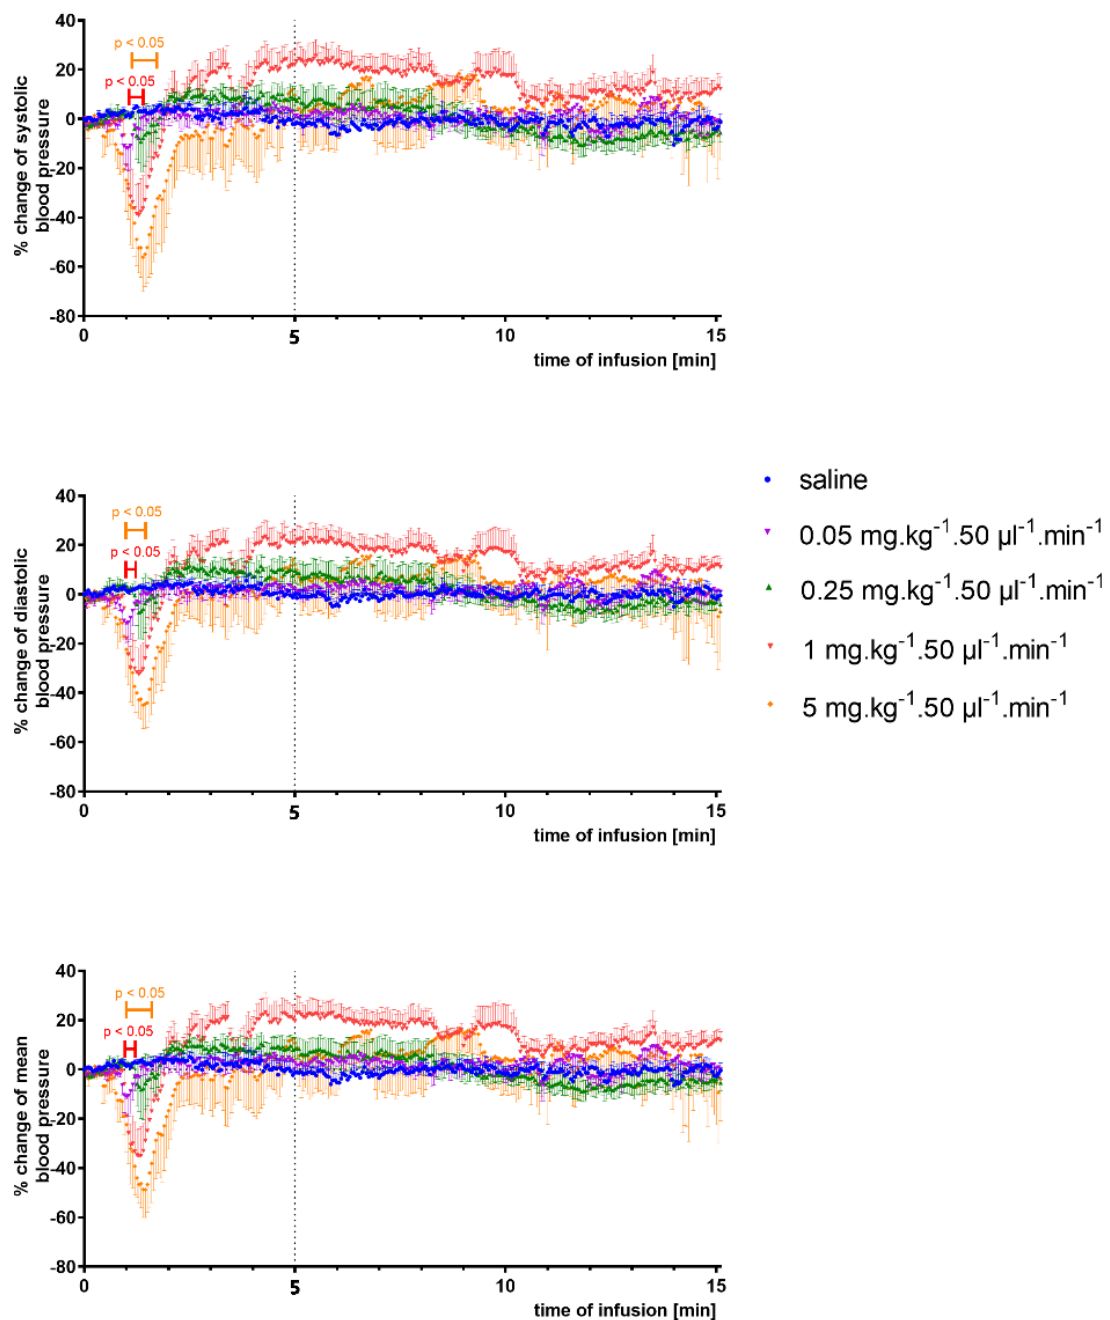 40
p < 0.05
20
p < 0.05
0
-20
-40
-60
-80
% change of systolic
blood pressure
0
5
10
15
time of infusion [min]
40
p < 0.05
20
p < 0.05
0
-20
-40
-60
-80
% change of diastolic
blood pressure
0
5
10
15
time of infusion [min]
saline
0.05 mg.kg⁻¹.50 µl⁻¹.min⁻¹
0.25 mg.kg⁻¹.50 µl⁻¹.min⁻¹
1 mg.kg⁻¹.50 µl⁻¹.min⁻¹
5 mg.kg⁻¹.50 µl⁻¹.min⁻¹
40
p < 0.05
20
p < 0.05
0
-20
-40
-60
-80
% change of mean
blood pressure
0
5
10
15
time of infusion [min]